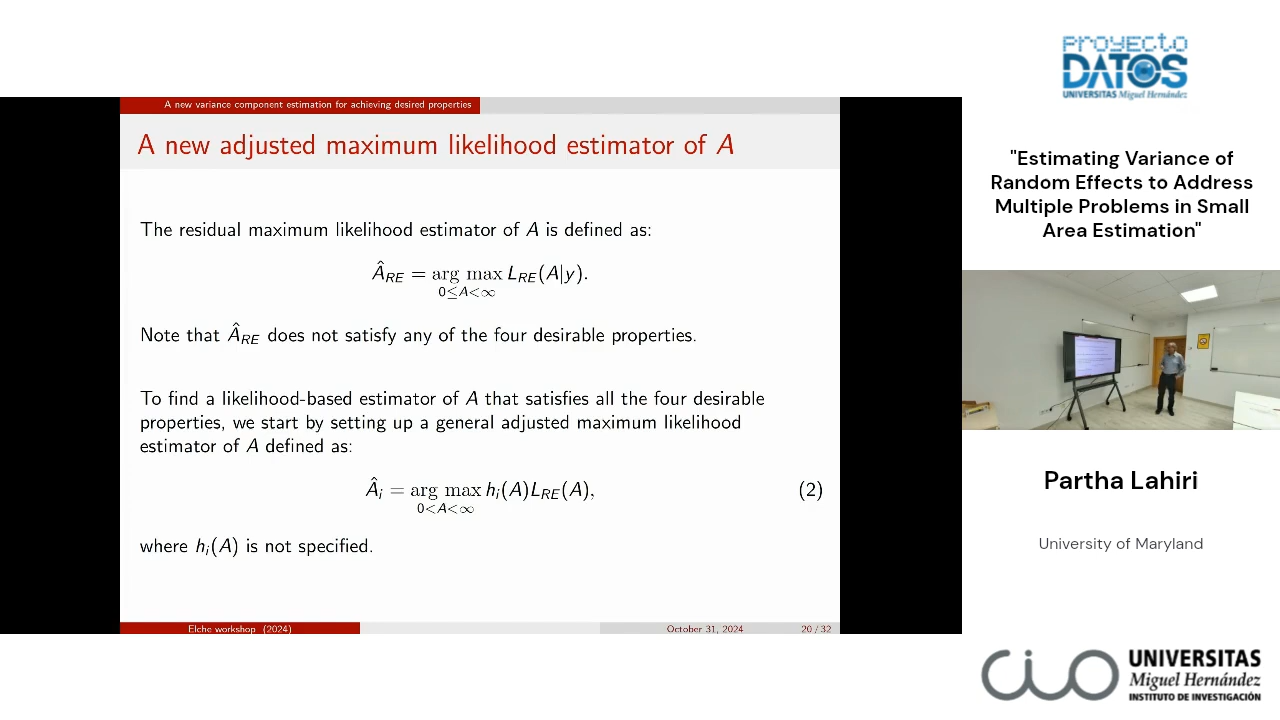 A new variance component estimation for achieving desired properties
A new adjusted maximum likelihood estimator of A
The residual maximum likelihood estimator of A is defined as:
Â_RE = arg max L_RE(A|y).
0≤A<∞
Note that Â_RE does not satisfy any of the four desirable properties.
To find a likelihood-based estimator of A that satisfies all the four desirable
properties, we start by setting up a general adjusted maximum likelihood
estimator of A defined as:
Â_i = arg max h_i(A)L_RE(A), (2)
0<A<∞
where h_i(A) is not specified.
Elche workshop (2024) October 31, 2024 20 / 32
PROYECTO
DATOS
UNIVERSITAS Miguel Hernández
"Estimating Variance of
Random Effects to Address
Multiple Problems in Small
Area Estimation"
Partha Lahiri
University of Maryland
CIO
UNIVERSITAS
Miguel Hernández
INSTITUTO DE INVESTIGACIÓN